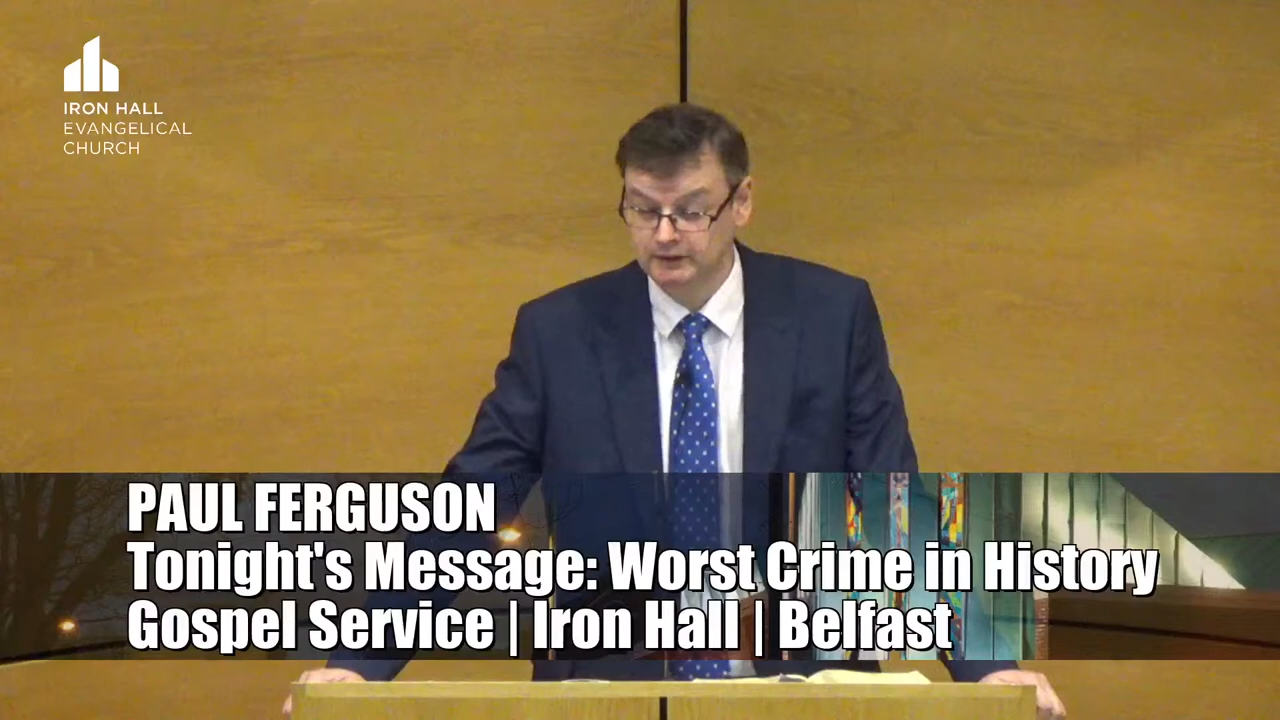 IRON HALL
EVANGELICAL
CHURCH
PAUL FERGUSON
Tonight's Message: Worst Crime in History
Gospel Service | Iron Hall | Belfast